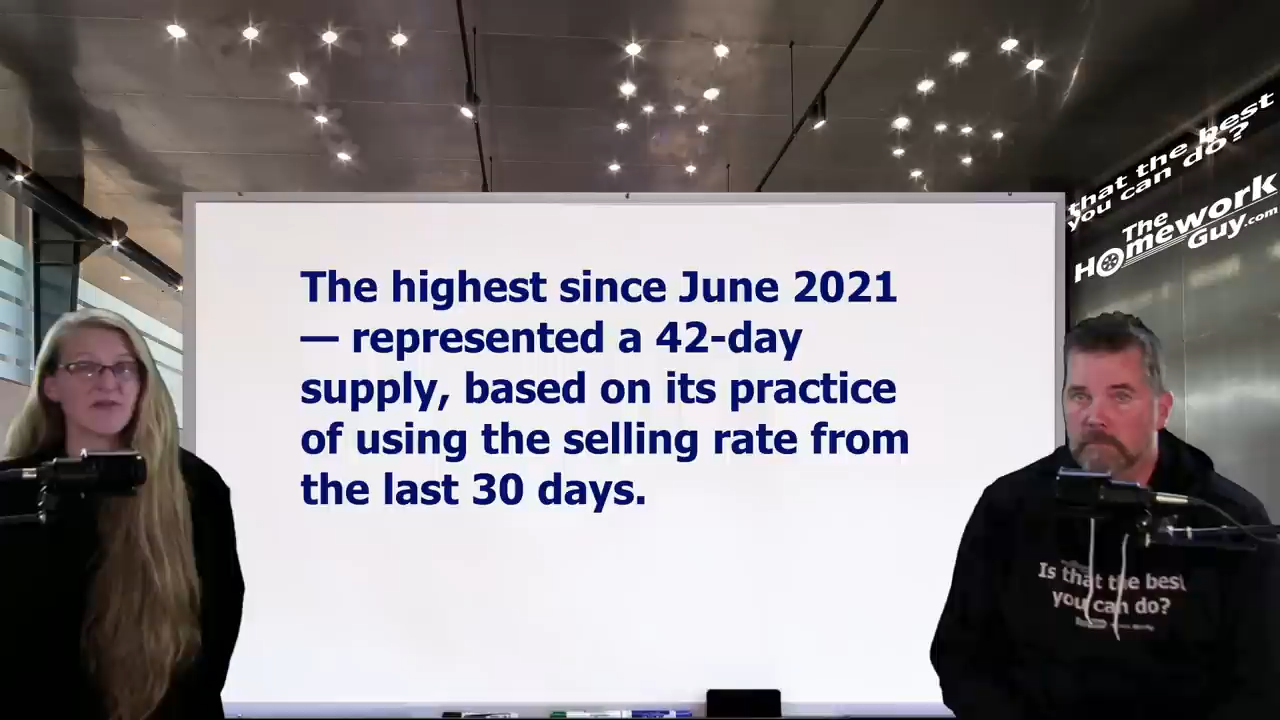 that the best
you can do?
The
Homework
Guy.com
The highest since June 2021
— represented a 42-day
supply, based on its practice
of using the selling rate from
the last 30 days.
Is that the best
you can do?